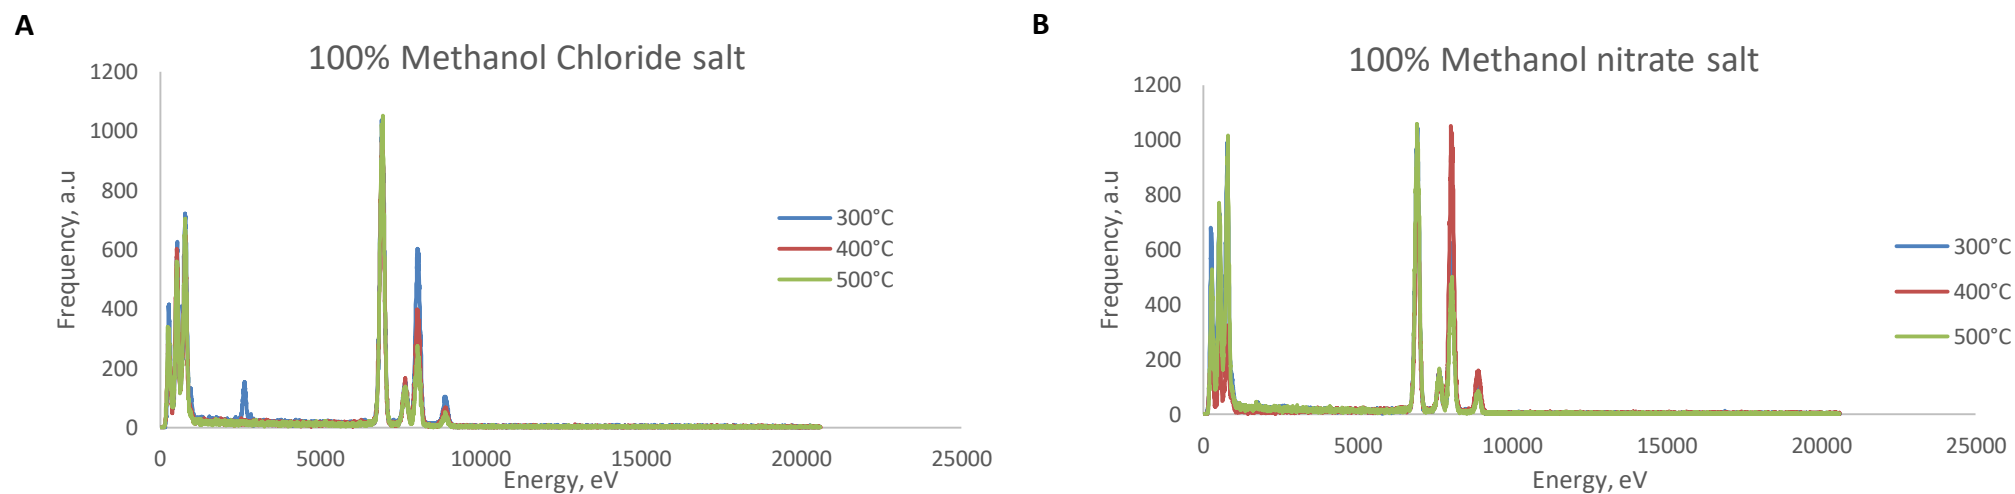 A
100% Methanol Chloride salt
1200
1000
800
600
400
200
0
Frequency, a.u
0 5000 10000 15000 20000 25000
Energy, eV
300°C
400°C
500°C
B
100% Methanol nitrate salt
1200
1000
800
600
400
200
0
Frequency, a.u
0 5000 10000 15000 20000 25000
Energy, eV
300°C
400°C
500°C